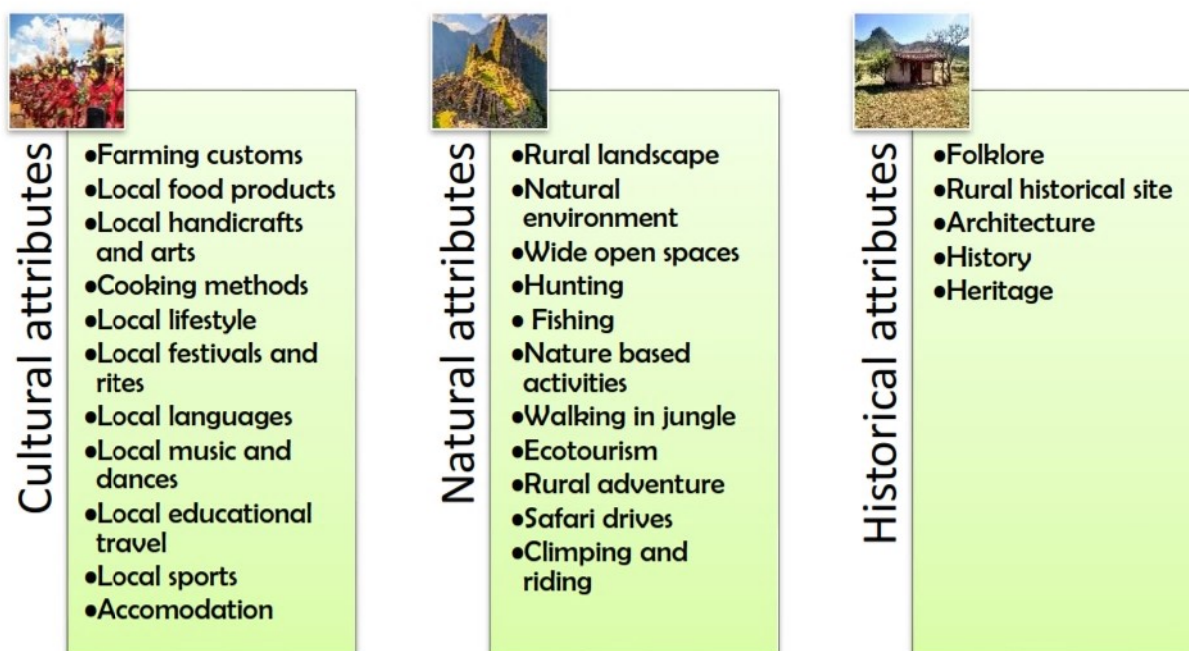 Cultural attributes
●Farming customs
●Local food products
●Local handicrafts
and arts
●Cooking methods
●Local lifestyle
●Local festivals and
rites
●Local languages
●Local music and
dances
●Local educational
travel
●Local sports
●Accomodation
Natural attributes
●Rural landscape
●Natural
environment
●Wide open spaces
●Hunting
● Fishing
●Nature based
activities
●Walking in jungle
●Ecotourism
●Rural adventure
●Safari drives
●Climping and
riding
Historical attributes
●Folklore
●Rural historical site
●Architecture
●History
●Heritage